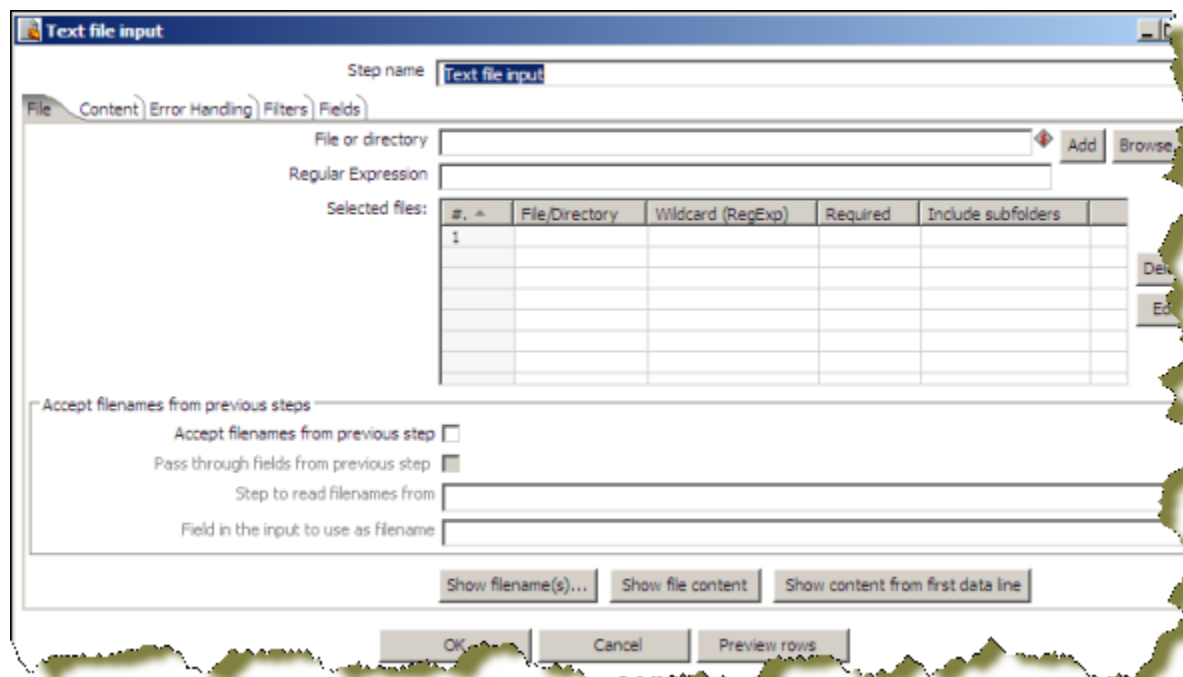 Text file input
Step name Text file input
File Content Error Handling Filters Fields
File or directory Add Browse
Regular Expression
Selected files: #. File/Directory Wildcard (RegExp) Required Include subfolders
1
Accept filenames from previous steps
Accept filenames from previous step
Pass through fields from previous step
Step to read filenames from
Field in the input to use as filename
Show filename(s)... Show file content Show content from first data line
OK Cancel Preview rows